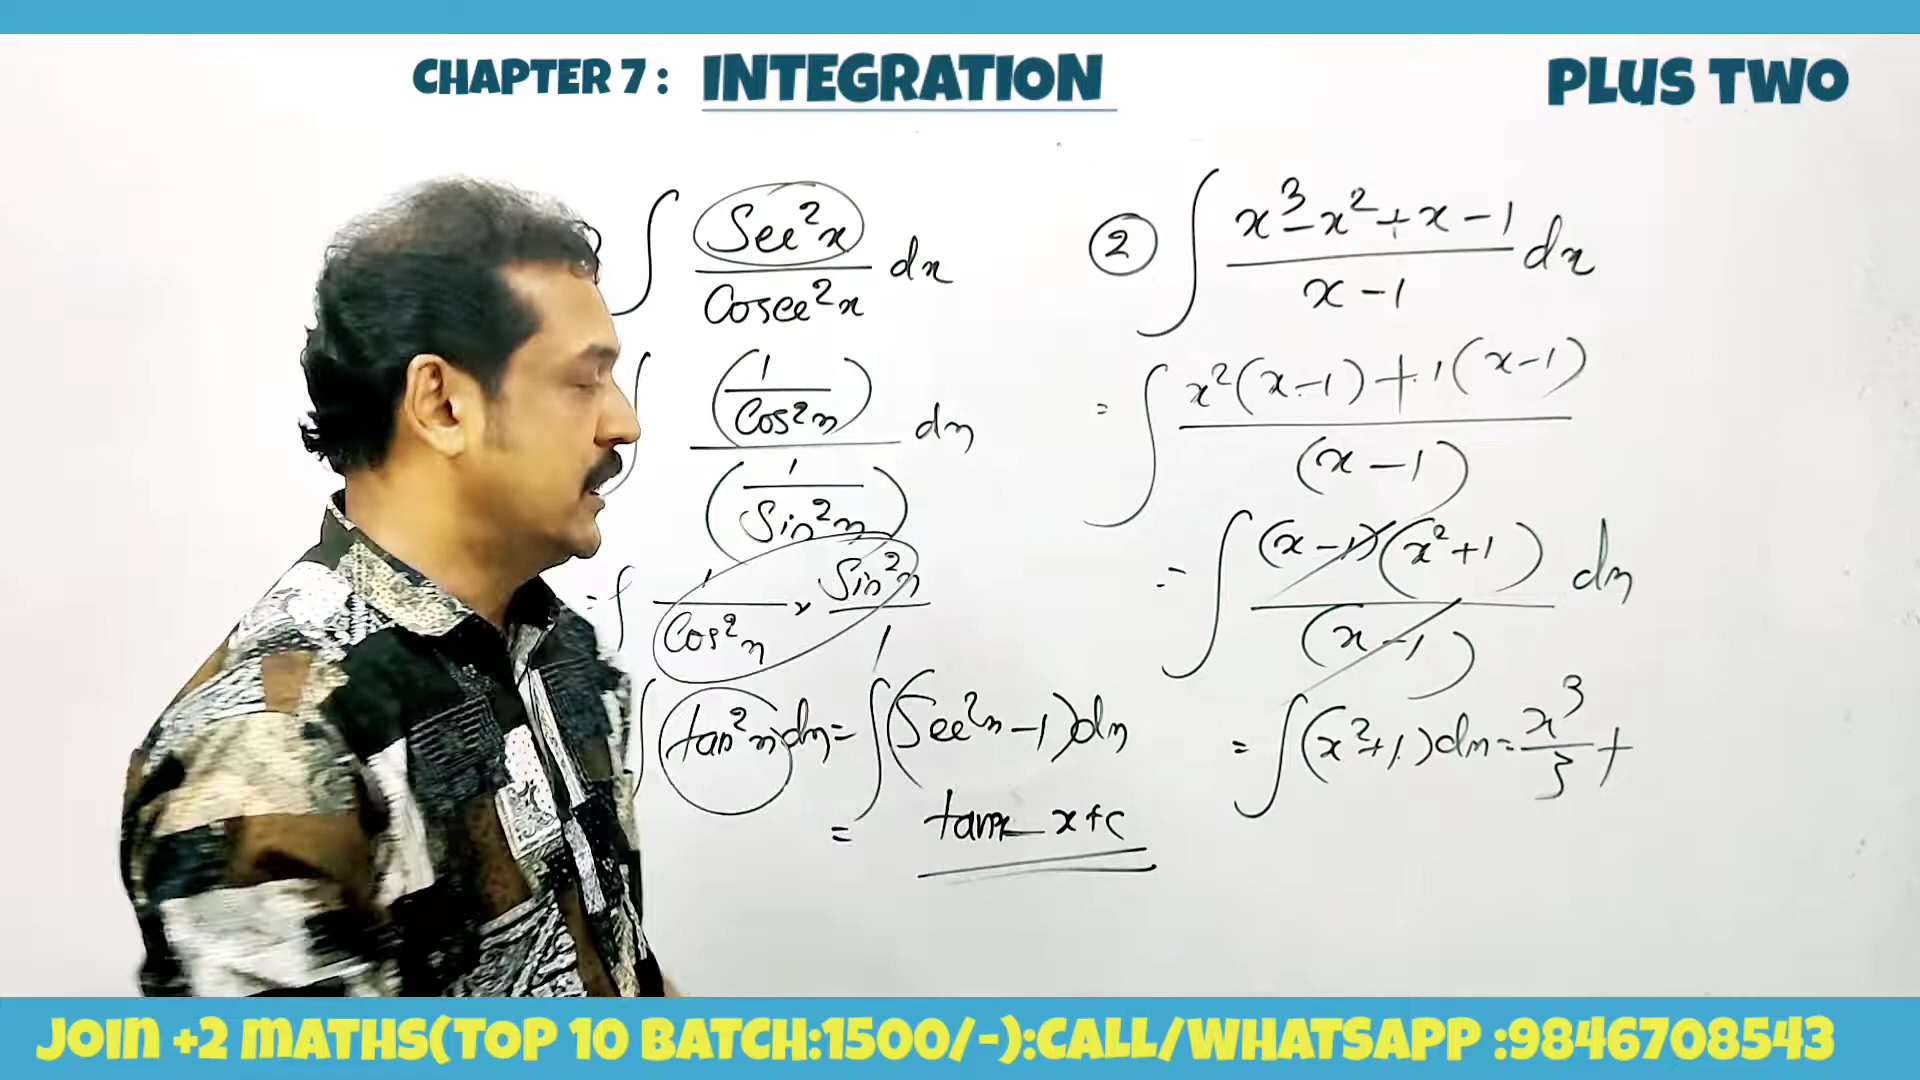 CHAPTER 7 : INTEGRATION
PLUS TWO
∫ Sec²x / Cosec²x dx
∫ (1/Cos²x) / (1/Sin²x) dx
= ∫ 1/Cos²x × Sin²x/1
∫ tan²x dx = ∫(Sec²x − 1)dx
= tanx − x + c
② ∫ x³ − x² + x − 1 / x − 1 dx
= ∫ x²(x − 1) + 1(x − 1) / (x − 1)
= ∫ (x − 1)(x² + 1) / (x − 1) dx
= ∫(x² + 1)dx = x³/3 +
JOIN +2 MATHS(TOP 10 BATCH:1500/-):CALL/WHATSAPP :9846708543